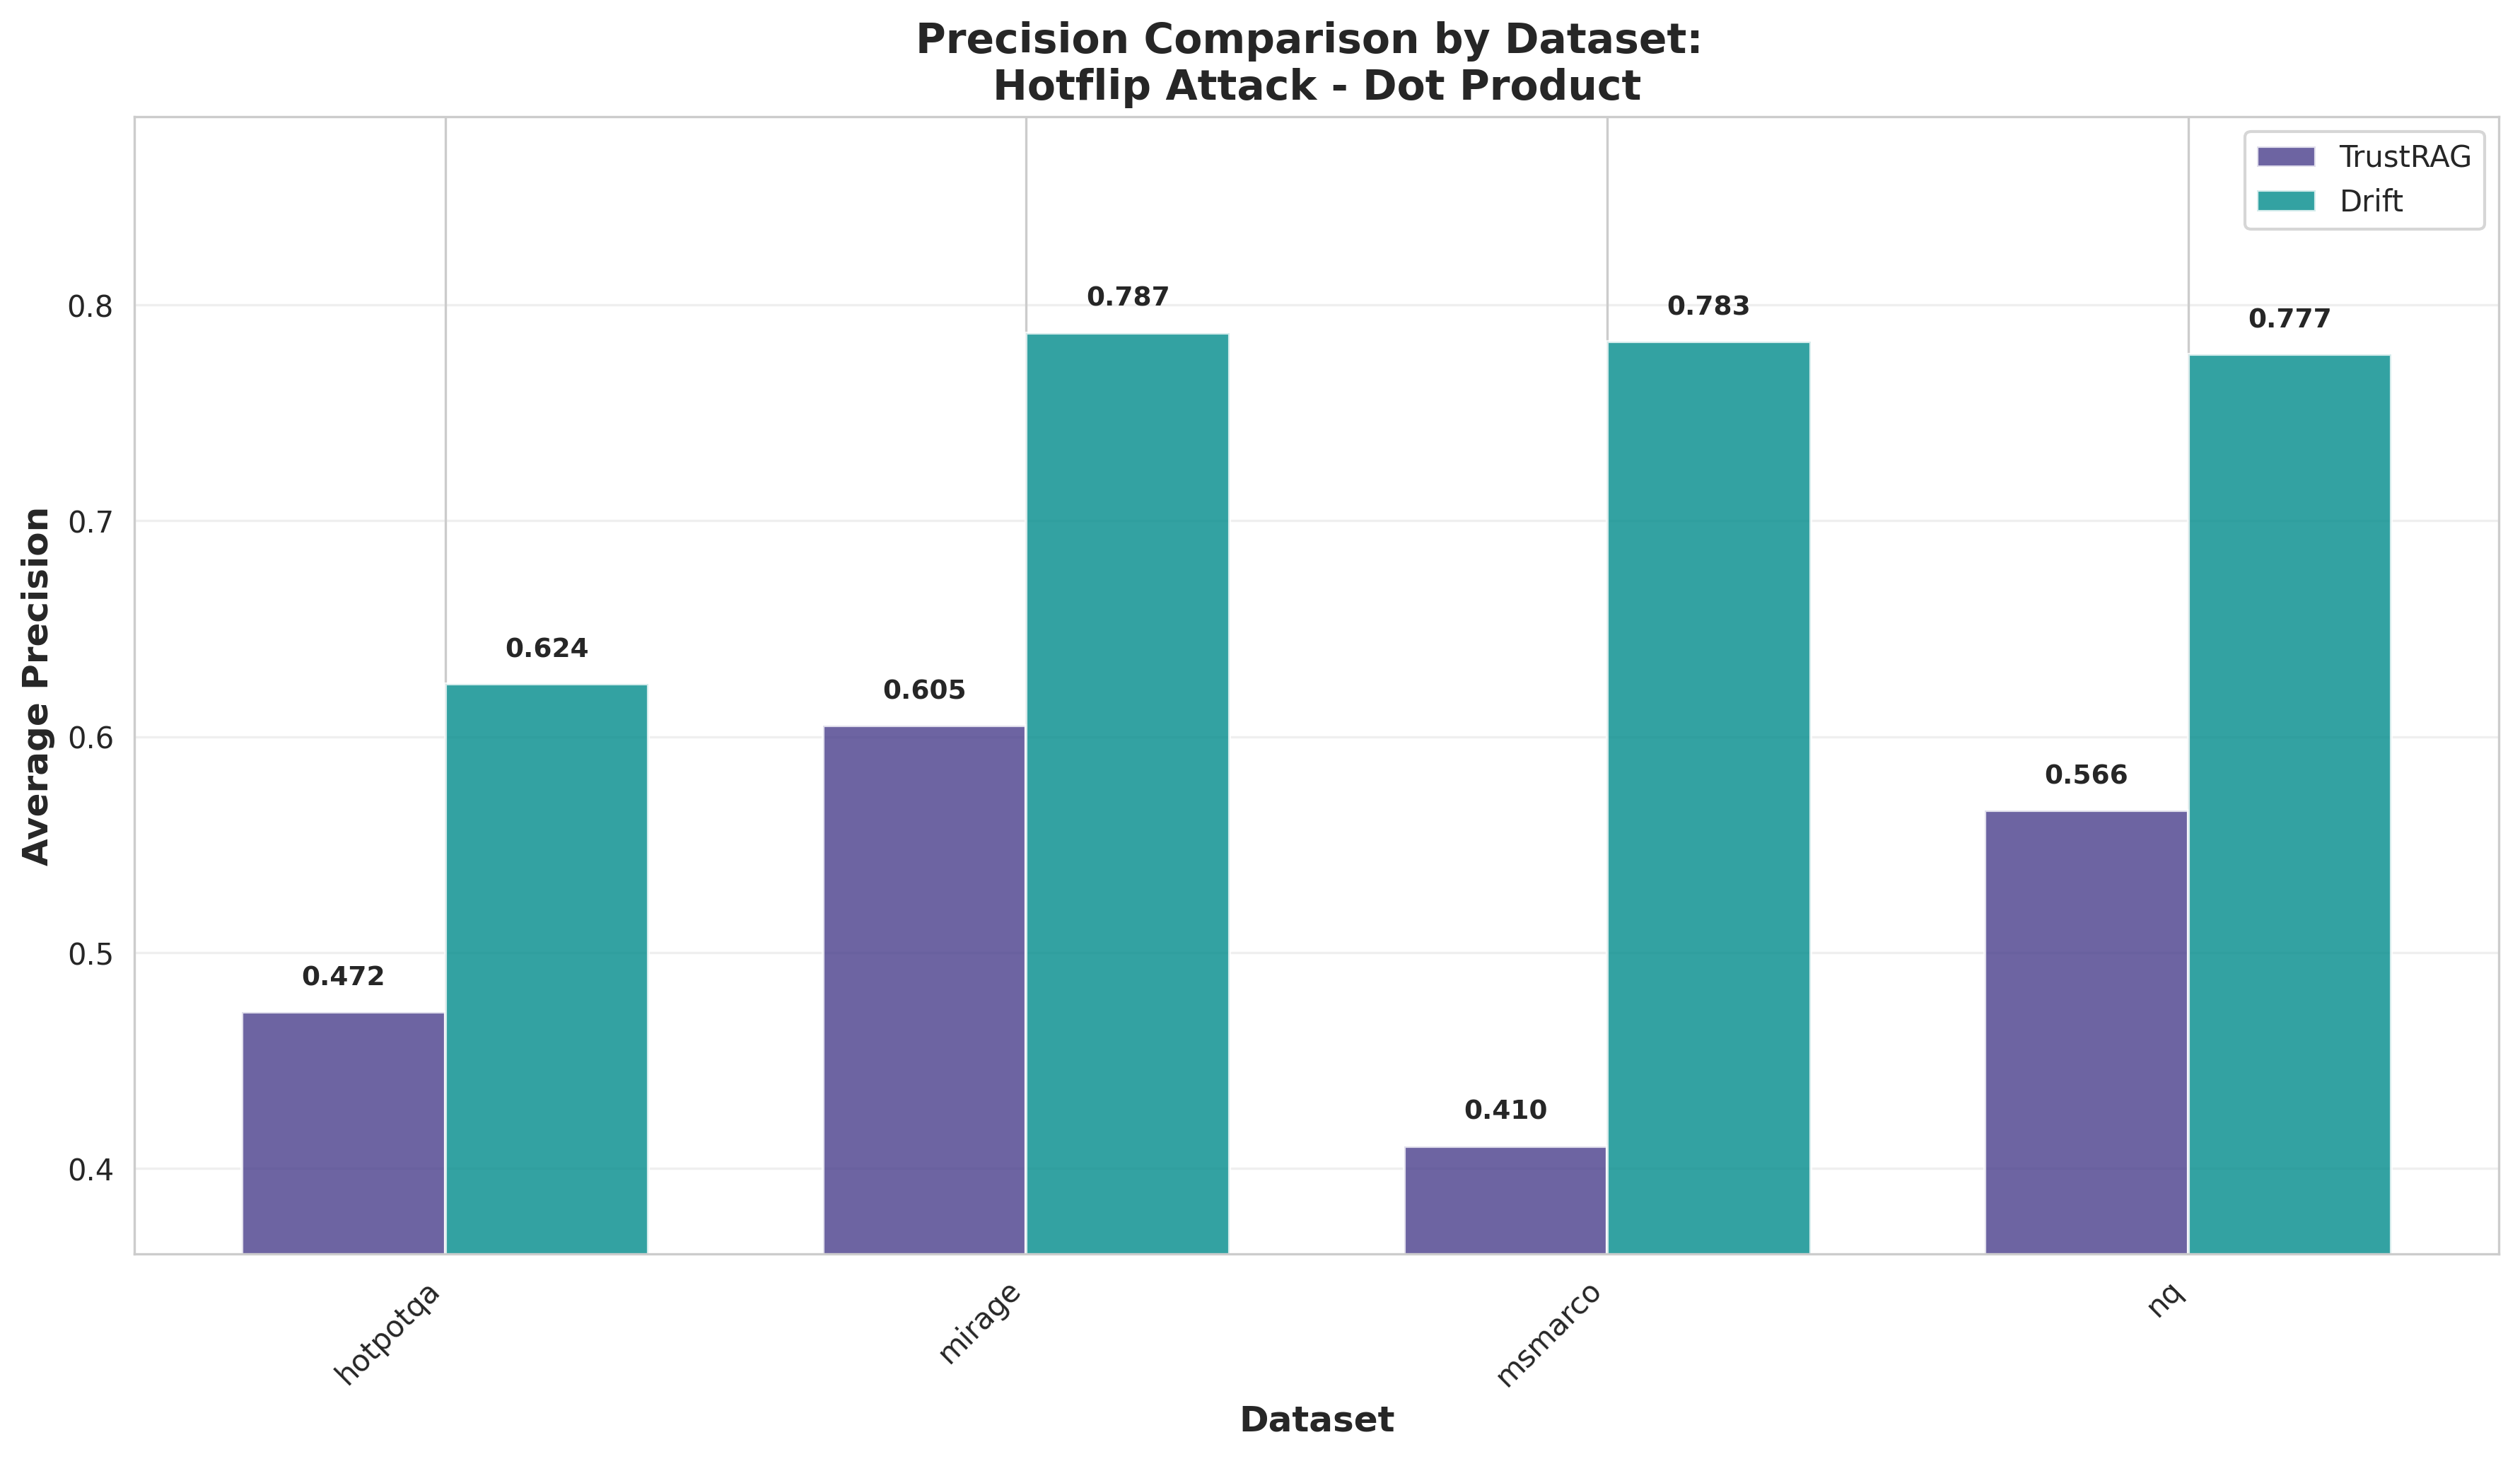 Precision Comparison by Dataset:
Hotflip Attack - Dot Product
TrustRAG
Drift
Average Precision
0.8
0.7
0.6
0.5
0.4
0.472
0.624
0.605
0.787
0.410
0.783
0.566
0.777
hotpotqa
mirage
msmarco
nq
Dataset